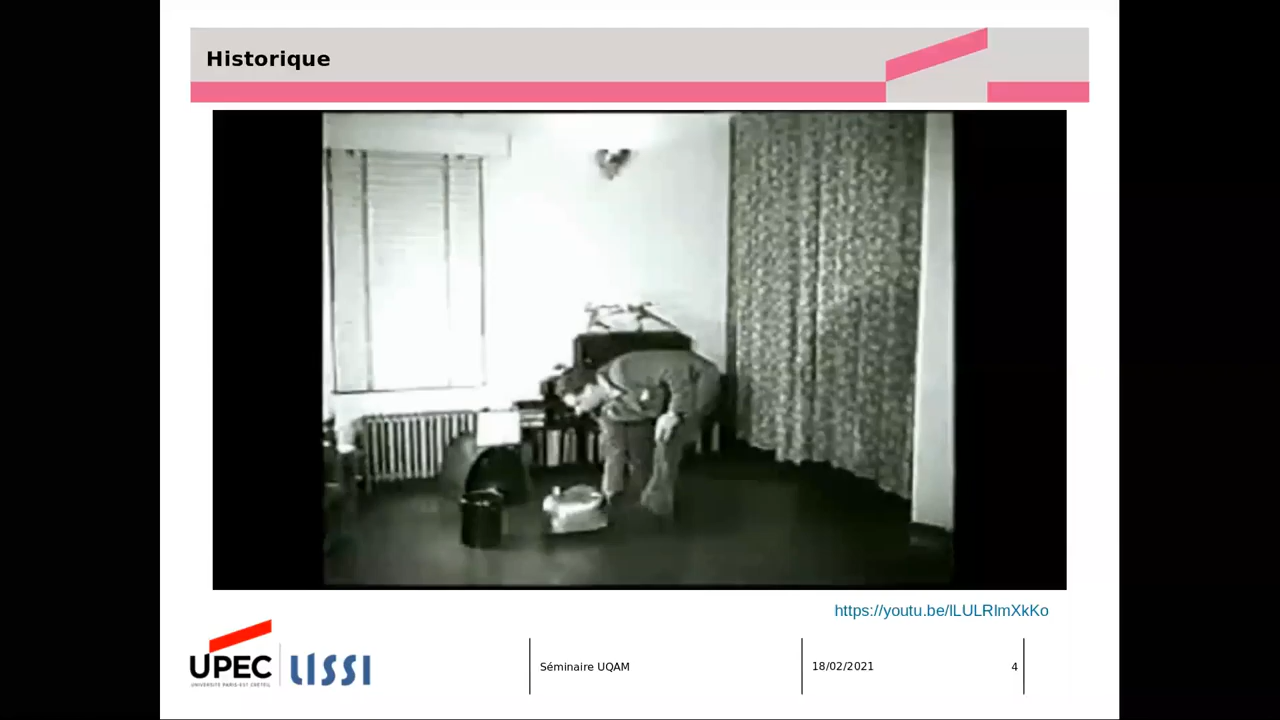 Historique
https://youtu.be/lLULRlmXkKo
UPEC
UNIVERSITÉ PARIS-EST CRÉTEIL
LISSI
Séminaire UQAM
18/02/2021
4